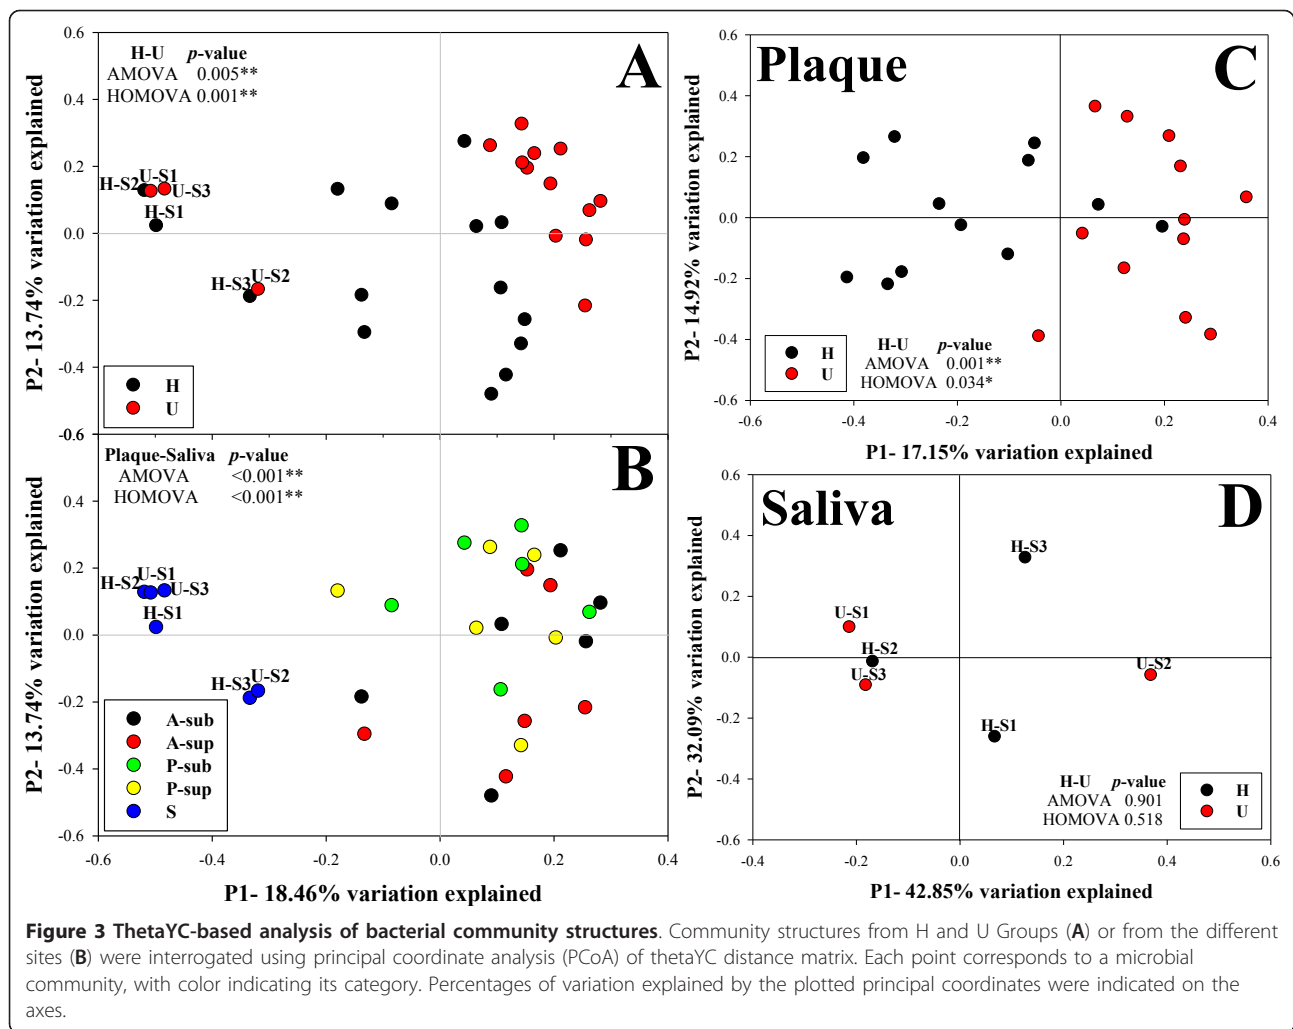 A
H-U p-value
AMOVA 0.005**
HOMOVA 0.001**
P2- 13.74% variation explained
0.6
0.4
0.2
0.0
-0.2
-0.4
-0.6
H-S2
U-S1
U-S3
H-S1
H-S3
U-S2
H
U
B
Plaque-Saliva p-value
AMOVA <0.001**
HOMOVA <0.001**
P2- 13.74% variation explained
0.4
0.2
0.0
-0.2
-0.4
-0.6
H-S2
U-S1
U-S3
H-S1
H-S3
U-S2
A-sub
A-sup
P-sub
P-sup
S
-0.6 -0.4 -0.2 0.0 0.2 0.4
P1- 18.46% variation explained
Plaque
C
P2- 14.92% variation explained
0.6
0.4
0.2
0.0
-0.2
-0.4
-0.6
H
U
H-U p-value
AMOVA 0.001**
HOMOVA 0.034*
-0.6 -0.4 -0.2 0.0 0.2 0.4
P1- 17.15% variation explained
Saliva
D
P2- 32.09% variation explained
0.6
0.4
0.2
0.0
-0.2
-0.4
-0.6
H-S3
U-S1
H-S2
U-S3
U-S2
H-S1
H-U p-value
AMOVA 0.901
HOMOVA 0.518
H
U
-0.4 -0.2 0.0 0.2 0.4 0.6
P1- 42.85% variation explained
Figure 3 ThetaYC-based analysis of bacterial community structures. Community structures from H and U Groups (A) or from the different
sites (B) were interrogated using principal coordinate analysis (PCoA) of thetaYC distance matrix. Each point corresponds to a microbial
community, with color indicating its category. Percentages of variation explained by the plotted principal coordinates were indicated on the
axes.